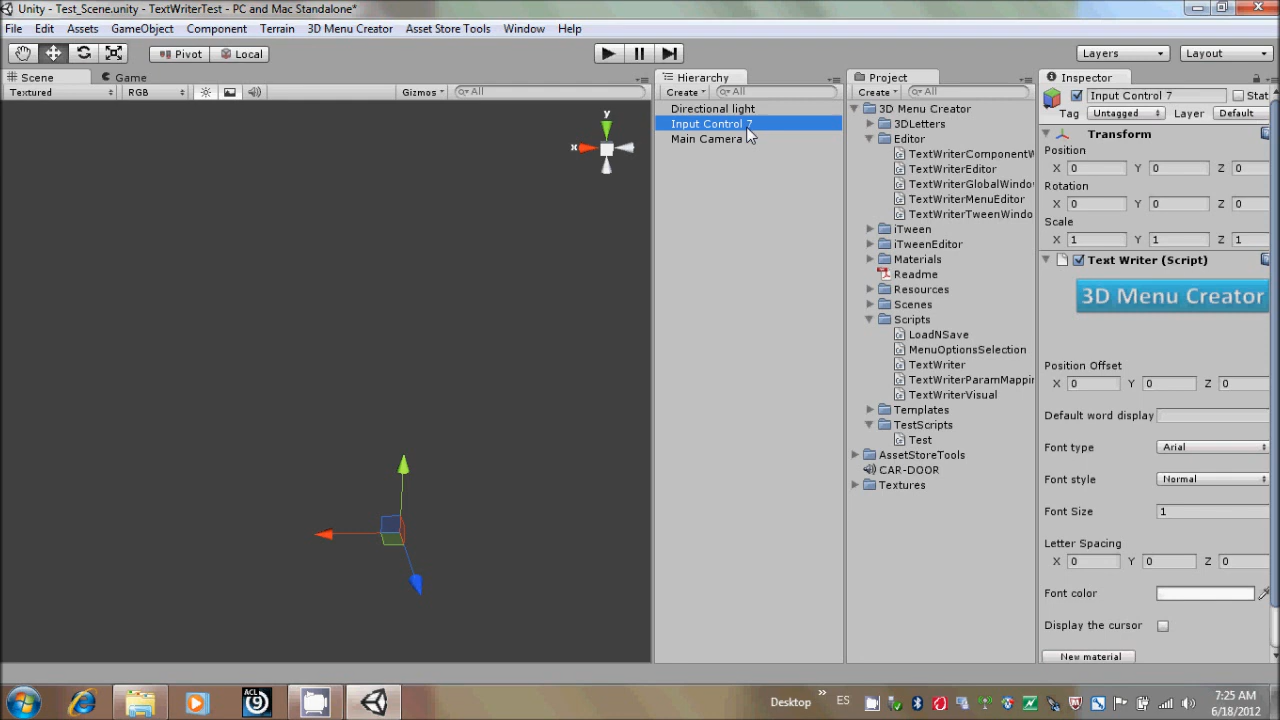 Unity - Test_Scene.unity - TextWriterTest - PC and Mac Standalone*
File Edit Assets GameObject Component Terrain 3D Menu Creator Asset Store Tools Window Help
Pivot Local Layers Layout
Scene Game Hierarchy Project Inspector
Textured RGB Gizmos All Create All Create All Input Control 7 Stat
Tag Untagged Layer Default
Directional light
Input Control 7
Main Camera
y
x
3D Menu Creator
3DLetters
Editor
TextWriterComponentW
TextWriterEditor
TextWriterGlobalWindo
TextWriterMenuEditor
TextWriterTweenWindo
iTween
iTweenEditor
Materials
Readme
Resources
Scenes
Scripts
LoadNSave
MenuOptionsSelection
TextWriter
TextWriterParamMappin
TextWriterVisual
Templates
TestScripts
Test
AssetStoreTools
CAR-DOOR
Textures
Transform
Position
X 0 Y 0 Z 0
Rotation
X 0 Y 0 Z 0
Scale
X 1 Y 1 Z 1
Text Writer (Script)
3D Menu Creator
Position Offset
X 0 Y 0 Z 0
Default word display
Font type Arial
Font style Normal
Font Size 1
Letter Spacing
X 0 Y 0 Z 0
Font color
Display the cursor
New material
ACL
9
Desktop » ES
7:25 AM
6/18/2012